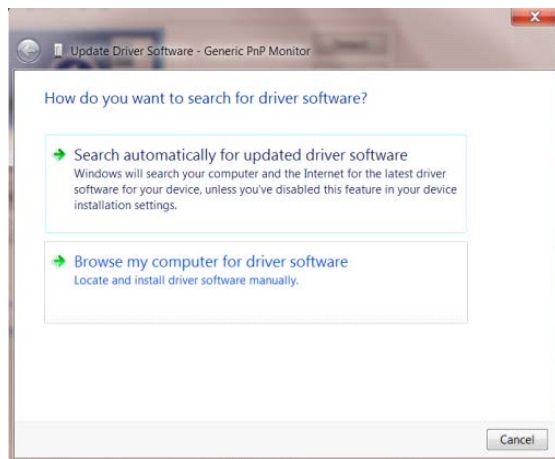 Update Driver Software - Generic PnP Monitor
How do you want to search for driver software?
Search automatically for updated driver software
Windows will search your computer and the Internet for the latest driver
software for your device, unless you've disabled this feature in your device
installation settings.
Browse my computer for driver software
Locate and install driver software manually.
Cancel